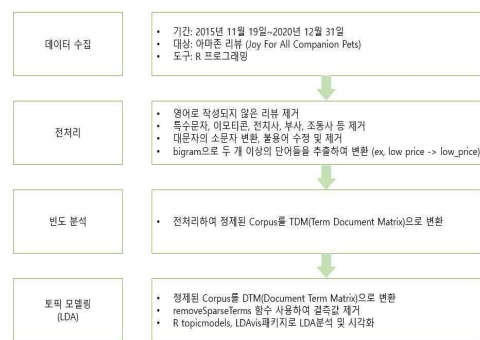 데이터 수집
• 기간: 2015년 11월 19일~2020년 12월 31일
• 대상: 아마존 리뷰 (Joy For All Companion Pets)
• 도구: R 프로그래밍
전처리
• 영어로 작성되지 않은 리뷰 제거
• 특수문자, 이모티콘, 전치사, 부사, 조동사 등 제거
• 대문자의 소문자 변환, 불용어 수정 및 제거
• bigram으로 두 개 이상의 단어들을 추출하여 변환 (ex, low price -> low_price)
빈도 분석
• 전처리하여 정제된 Corpus를 TDM(Term Document Matrix)으로 변환
토픽 모델링
(LDA)
• 정제된 Corpus를 DTM(Document Term Matrix)으로 변환
• removeSparseTerms 함수 사용하여 결측값 제거
• R topicmodels, LDAvis패키지로 LDA분석 및 시각화